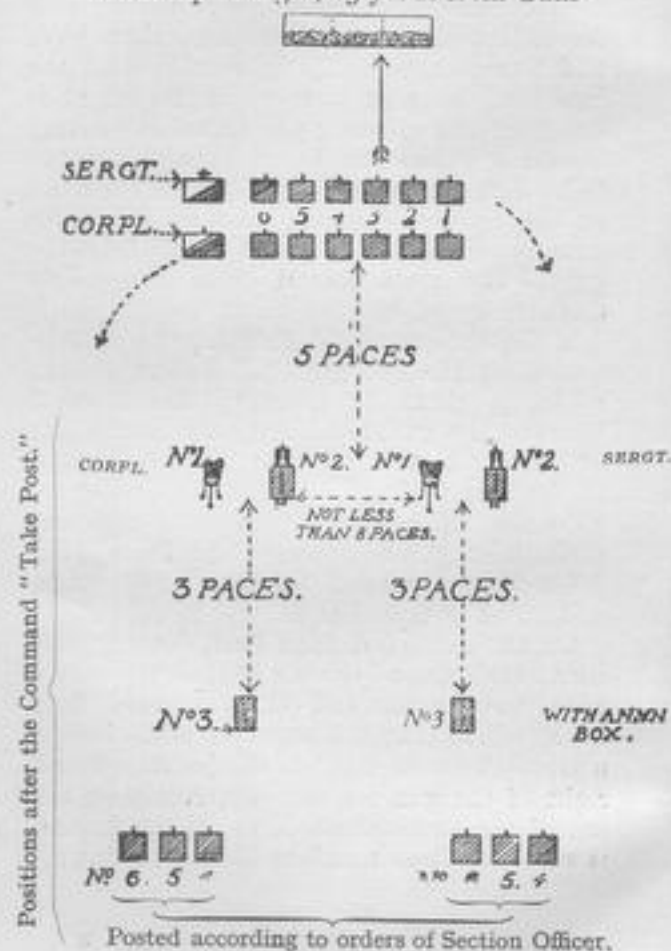 SERGT.
6 5 4 3 2 1
CORPL.
5 PACES
CORPL. Nº1 Nº2. Nº1 Nº2. SERGT.
NOT LESS
THAN 8 PACES.
3 PACES. 3 PACES.
Nº3. Nº3 WITH AMMN
BOX.
Nº 6. 5 5. 4
Posted according to orders of Section Officer.
Positions after the Command "Take Post."